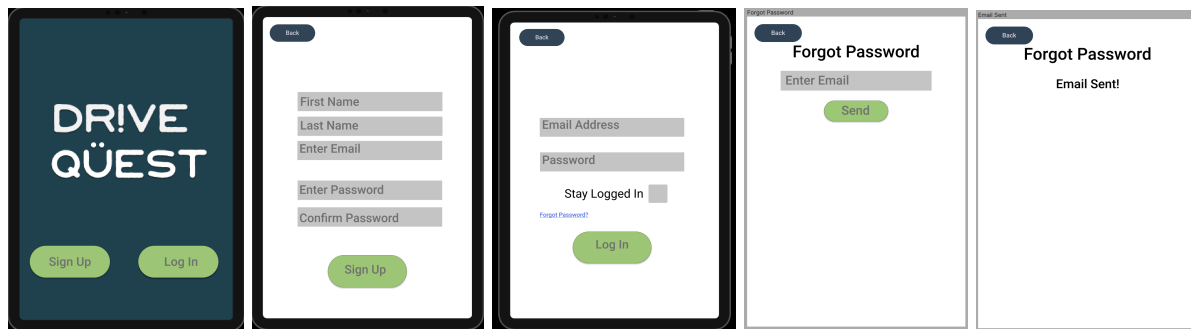 DR!VE
QÜEST
Sign Up
Log In
Back
First Name
Last Name
Enter Email
Enter Password
Confirm Password
Sign Up
Back
Email Address
Password
Stay Logged In
Forgot Password?
Log In
Forgot Password
Back
Forgot Password
Enter Email
Send
Email Sent
Back
Forgot Password
Email Sent!